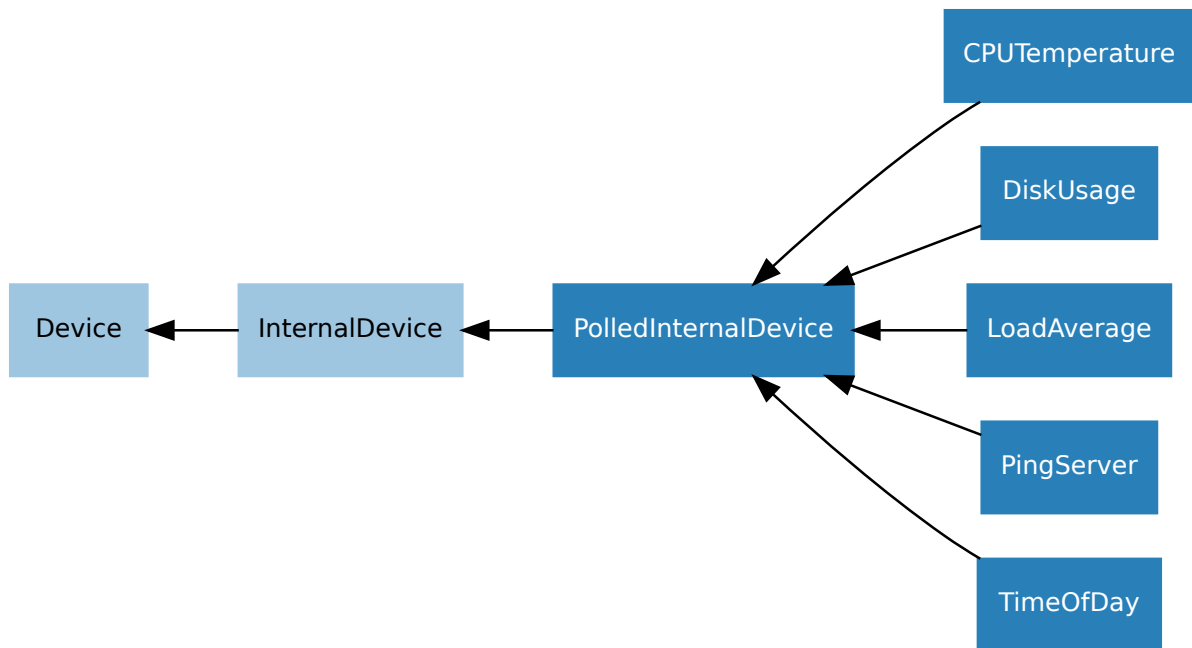 CPUTemperature
DiskUsage
Device
InternalDevice
PolledInternalDevice
LoadAverage
PingServer
TimeOfDay